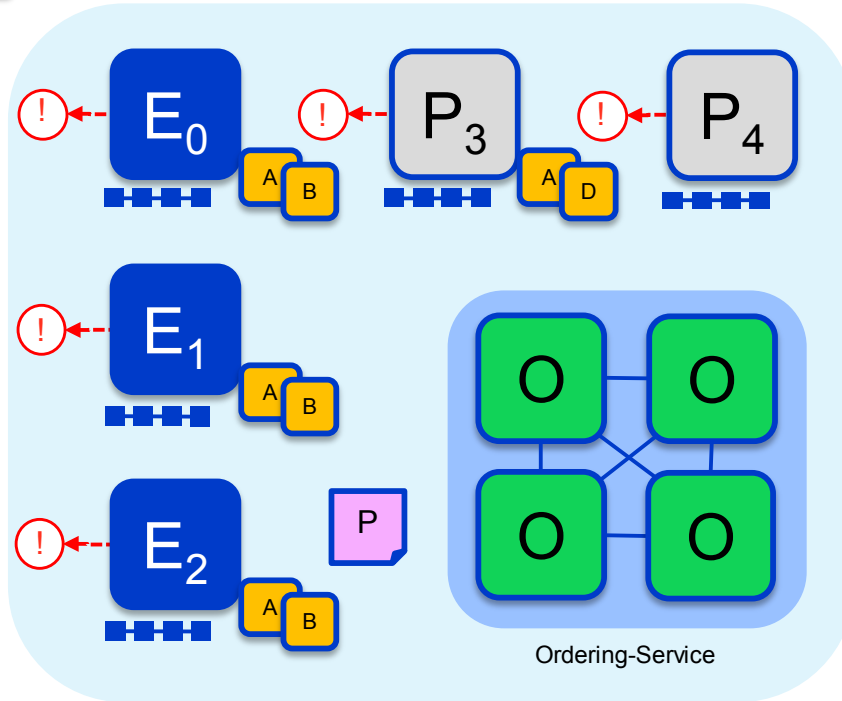 ! E0 ! P3 ! P4
A B A D
! E1
A B
O O
! E2
P
O O
A B
Ordering-Service